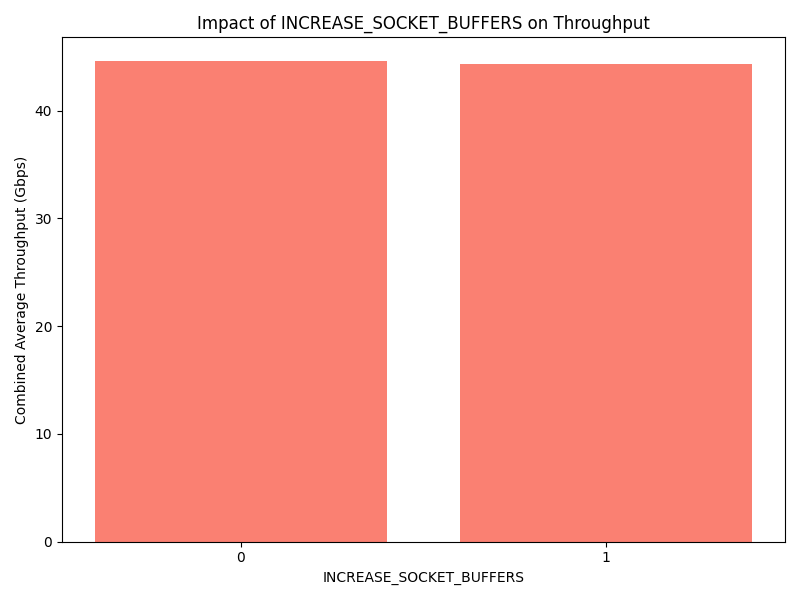 Impact of INCREASE_SOCKET_BUFFERS on Throughput
Combined Average Throughput (Gbps)
40
30
20
10
0
0 1
INCREASE_SOCKET_BUFFERS